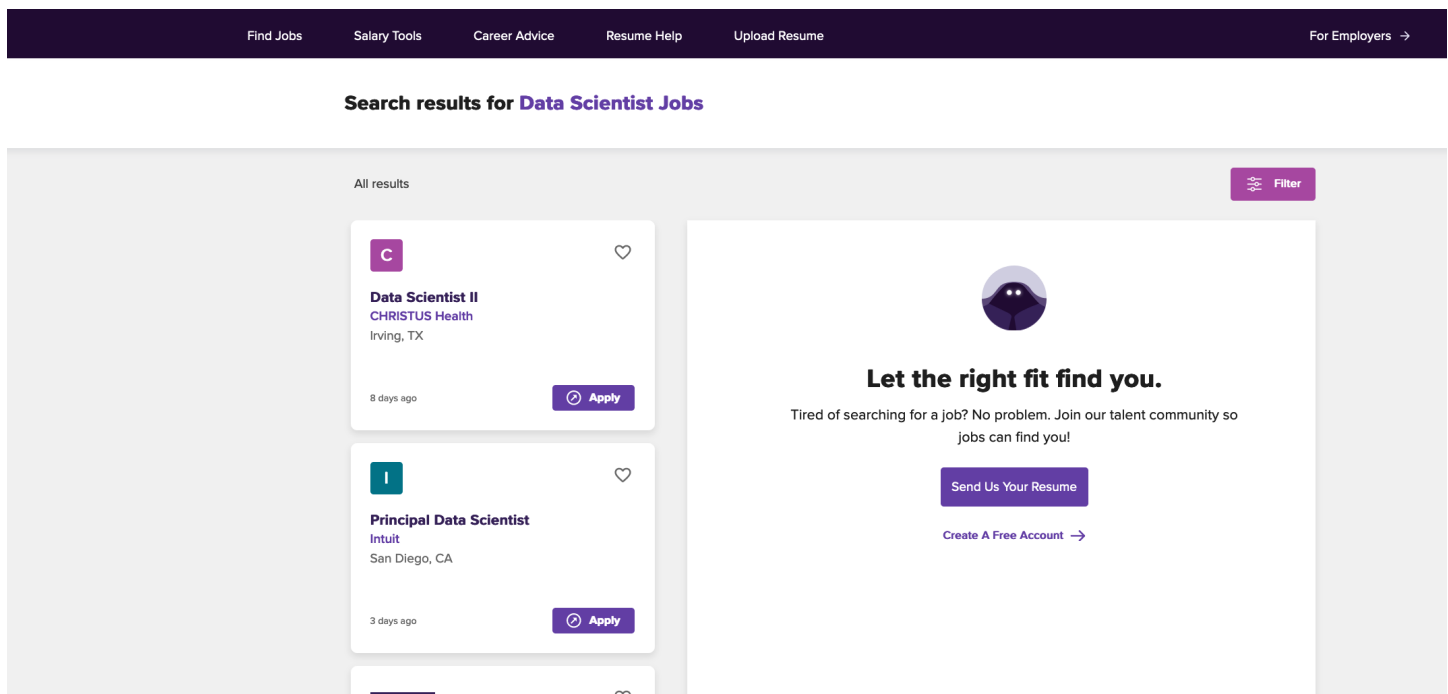 Find Jobs Salary Tools Career Advice Resume Help Upload Resume For Employers →
Search results for Data Scientist Jobs
All results
Filter
C
Data Scientist II
CHRISTUS Health
Irving, TX
8 days ago
Apply
I
Principal Data Scientist
Intuit
San Diego, CA
3 days ago
Apply
Let the right fit find you.
Tired of searching for a job? No problem. Join our talent community so
jobs can find you!
Send Us Your Resume
Create A Free Account →